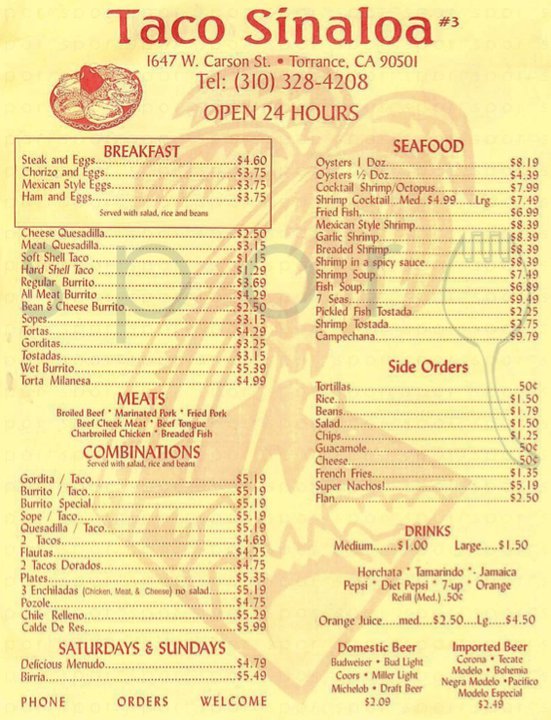 Taco Sinaloa #3
1647 W. Carson St. • Torrance, CA 90501
Tel: (310) 328-4208
OPEN 24 HOURS
BREAKFAST
Steak and Eggs $4.60
Chorizo and Eggs $3.75
Mexican Style Eggs $3.75
Ham and Eggs $3.75
Served with salad, rice and beans
Cheese Quesadilla $2.50
Meat Quesadilla $3.15
Soft Shell Taco $1.15
Hard Shell Taco $1.29
Regular Burrito $3.69
All Meat Burrito $4.29
Bean & Cheese Burrito $2.50
Sopes $3.15
Tortas $4.29
Gorditas $3.25
Tostadas $3.15
Wet Burrito $5.39
Torta Milanesa $4.99
MEATS
Broiled Beef * Marinated Pork * Fried Pork
Beef Cheek Meat * Beef Tongue
Charbroiled Chicken * Breaded Fish
COMBINATIONS
Served with salad, rice and beans
Gordita / Taco $5.19
Burrito / Taco $5.19
Burrito Special $5.19
Sope / Taco $5.19
Quesadilla / Taco $5.19
2 Tacos $4.69
Flautas $4.25
2 Tacos Dorados $4.75
Plates $5.35
3 Enchiladas (Chicken, Meat, & Cheese) no salad $5.19
Pozole $4.75
Chile Relleno $5.29
Calde De Res $5.99
SATURDAYS & SUNDAYS
Delicious Menudo $4.79
Birria $5.49
PHONE ORDERS WELCOME
SEAFOOD
Oysters 1 Doz $8.19
Oysters ½ Doz $4.39
Cocktail Shrimp/Octopus $7.99
Shrimp Cocktail...Med. $4.99......Lrg $7.49
Fried Fish $6.99
Mexican Style Shrimp $8.39
Garlic Shrimp $8.39
Breaded Shrimp $8.39
Shrimp in a spicy sauce $8.39
Shrimp Soup $7.49
Fish Soup $6.89
7 Seas $9.49
Pickled Fish Tostada $2.25
Shrimp Tostada $2.75
Campechana $9.79
Side Orders
Tortillas 50¢
Rice $1.50
Beans $1.79
Salad $1.50
Chips $1.25
Guacamole 50¢
Cheese 50¢
French Fries $1.35
Super Nachos! $5.19
Flan $2.50
DRINKS
Medium.......$1.00 Large.....$1.50
Horchata * Tamarindo * Jamaica
Pepsi * Diet Pepsi * 7-up * Orange
Refill (Med.) .50¢
Orange Juice.....med....$2.50....Lg....$4.50
Domestic Beer
Budweiser • Bud Light
Coors • Miller Light
Michelob • Draft Beer
$2.09
Imported Beer
Corona • Tecate
Modelo • Bohemia
Negra Modelo •Pacifico
Modelo Especial
$2.49